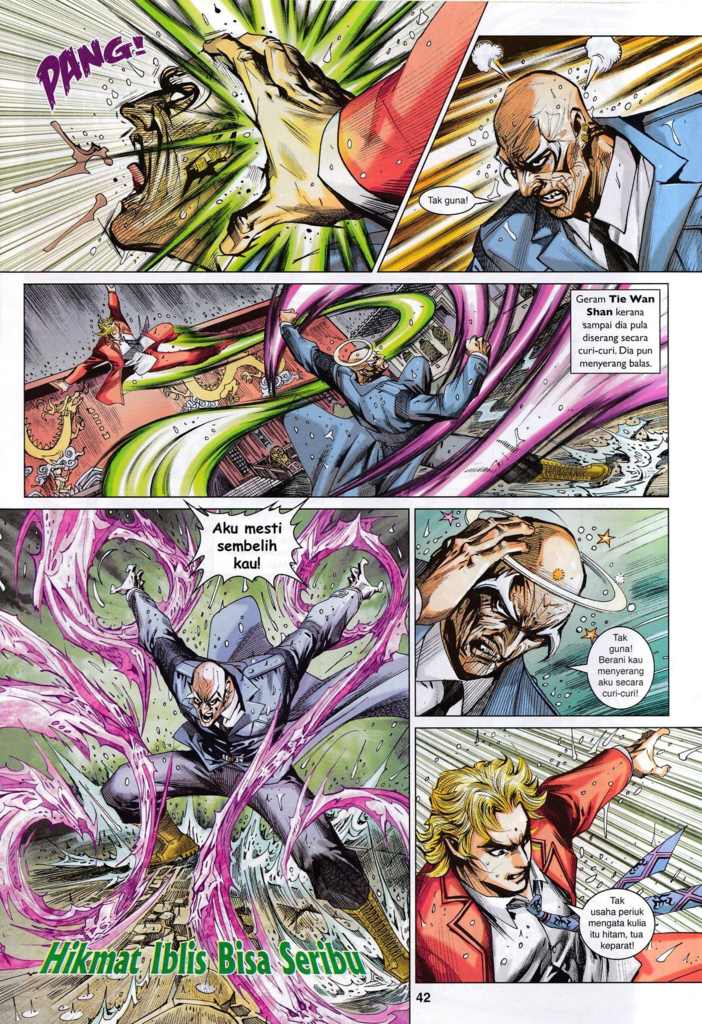 PANG!
Tak guna!
Geram Tie Wan
Shan kerana
sampai dia pula
diserang secara
curi-curi. Dia pun
menyerang balas.
Aku mesti
sembelih
kau!
Tak
guna!
Berani kau
menyerang
aku secara
curi-curi!
Tak
usaha periuk
mengata kulia
itu hitam, tua
keparat!
Hikmat Iblis Bisa Seribu
42